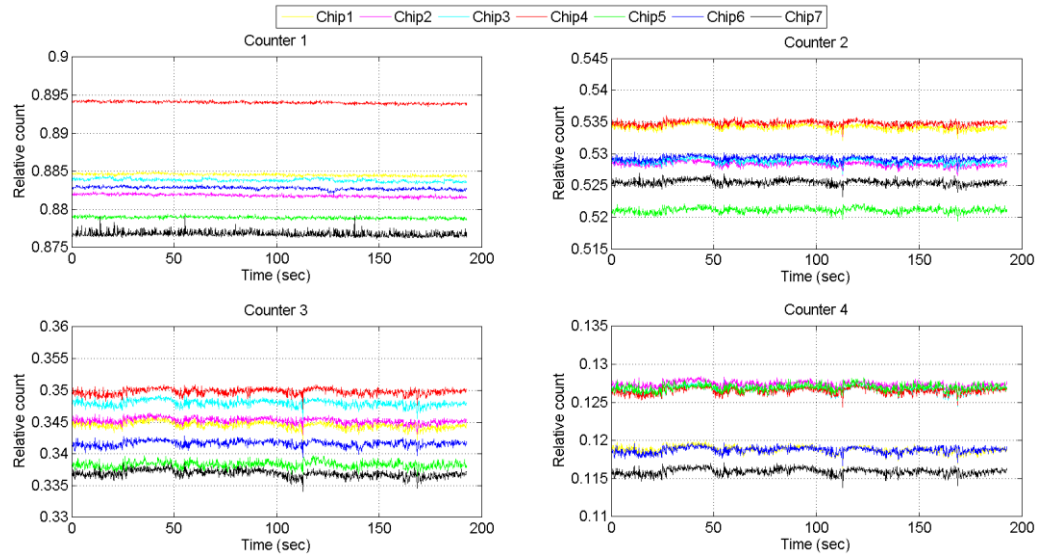 Chip1 Chip2 Chip3 Chip4 Chip5 Chip6 Chip7
Counter 1
0.9
0.895
0.89
0.885
0.88
0.875
Relative count
0 50 100 150 200
Time (sec)
Counter 2
0.545
0.54
0.535
0.53
0.525
0.52
0.515
Relative count
0 50 100 150 200
Time (sec)
Counter 3
0.36
0.355
0.35
0.345
0.34
0.335
0.33
Relative count
0 50 100 150 200
Time (sec)
Counter 4
0.135
0.13
0.125
0.12
0.115
0.11
Relative count
0 50 100 150 200
Time (sec)